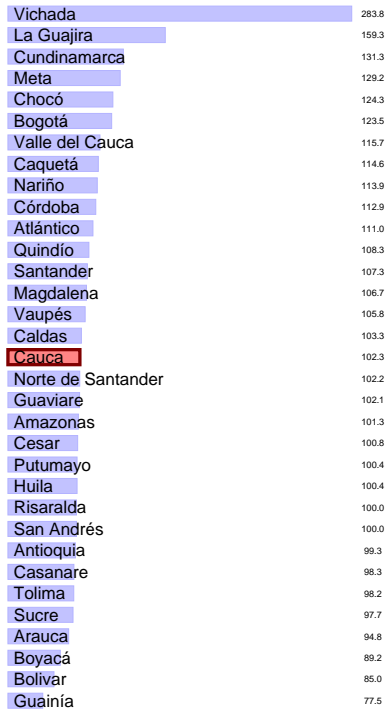 Vichada 283.8
La Guajira 159.3
Cundinamarca 131.3
Meta 129.2
Chocó 124.3
Bogotá 123.5
Valle del Cauca 115.7
Caquetá 114.6
Nariño 113.9
Córdoba 112.9
Atlántico 111.0
Quindío 108.3
Santander 107.3
Magdalena 106.7
Vaupés 105.8
Caldas 103.3
Cauca 102.3
Norte de Santander 102.2
Guaviare 102.1
Amazonas 101.3
Cesar 100.8
Putumayo 100.4
Huila 100.4
Risaralda 100.0
San Andrés 100.0
Antioquia 99.3
Casanare 98.3
Tolima 98.2
Sucre 97.7
Arauca 94.8
Boyacá 89.2
Bolivar 85.0
Guainía 77.5